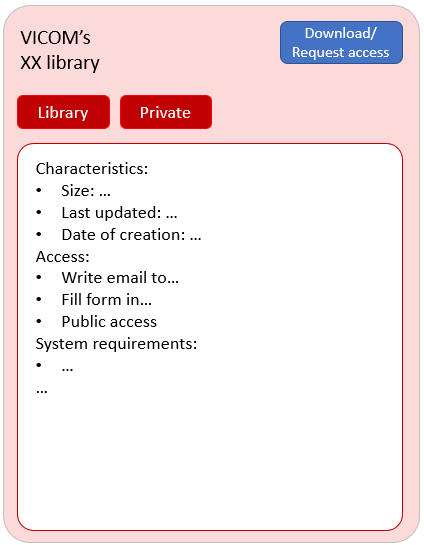 VICOM’s
XX library
Download/
Request access
Library
Private
Characteristics:
• Size: …
• Last updated: …
• Date of creation: …
Access:
• Write email to…
• Fill form in…
• Public access
System requirements:
• …
…